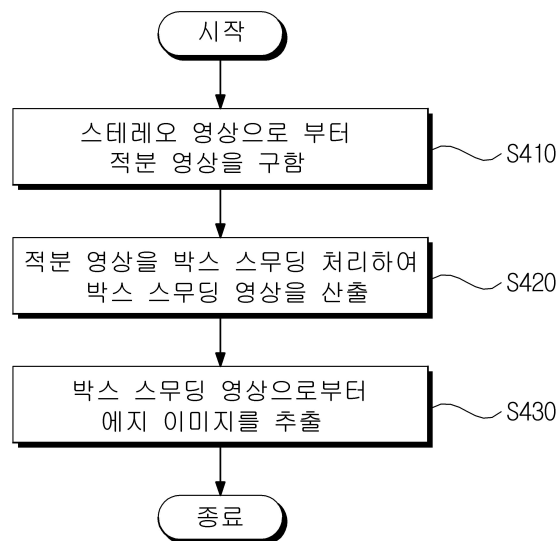 시작
스테레오 영상으로 부터
적분 영상을 구함
S410
적분 영상을 박스 스무딩 처리하여
박스 스무딩 영상을 산출
S420
박스 스무딩 영상으로부터
에지 이미지를 추출
S430
종료